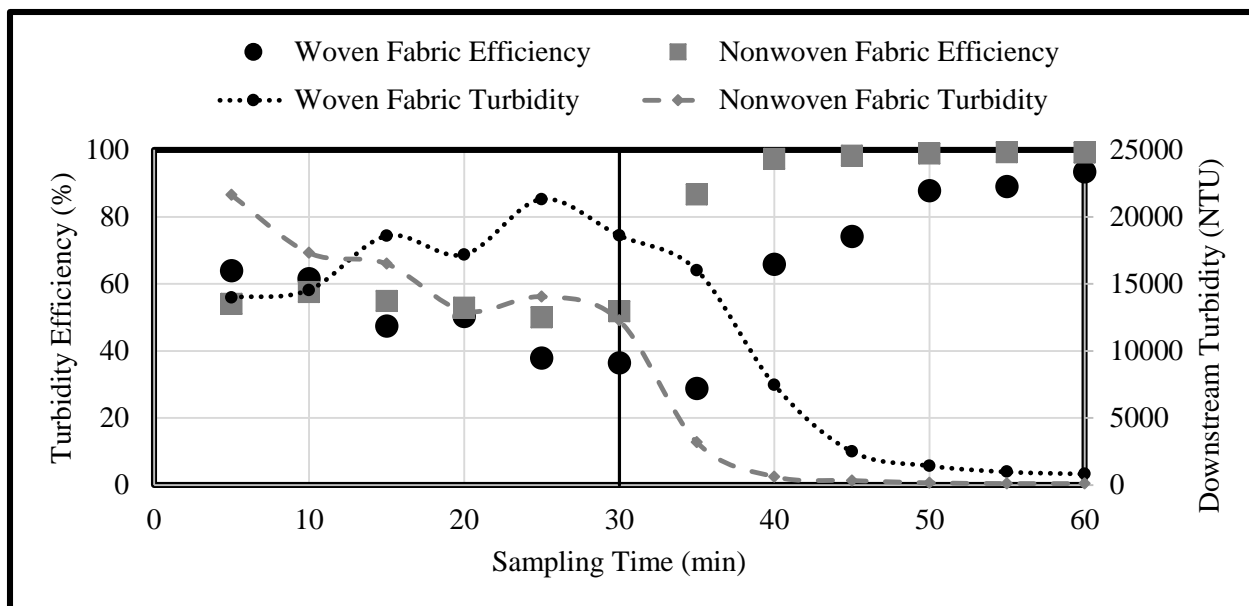 Woven Fabric Efficiency Nonwoven Fabric Efficiency
Woven Fabric Turbidity Nonwoven Fabric Turbidity
Turbidity Efficiency (%)
100
80
60
40
20
0
0 10 20 30 40 50 60
Sampling Time (min)
25000
20000
15000
10000
5000
0
Downstream Turbidity (NTU)